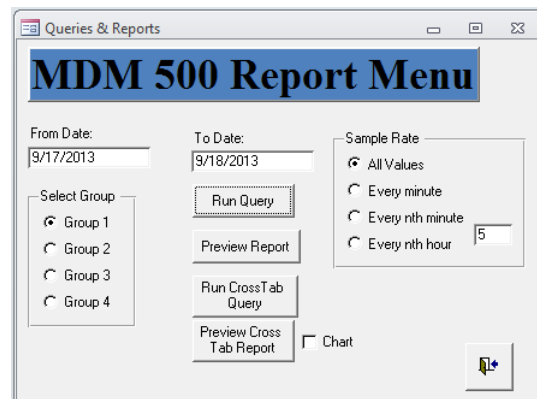 Queries & Reports
MDM 500 Report Menu
From Date:
9/17/2013
To Date:
9/18/2013
Sample Rate
All Values
Every minute
Every nth minute
Every nth hour
5
Select Group
Group 1
Group 2
Group 3
Group 4
Run Query
Preview Report
Run CrossTab
Query
Preview Cross
Tab Report
Chart